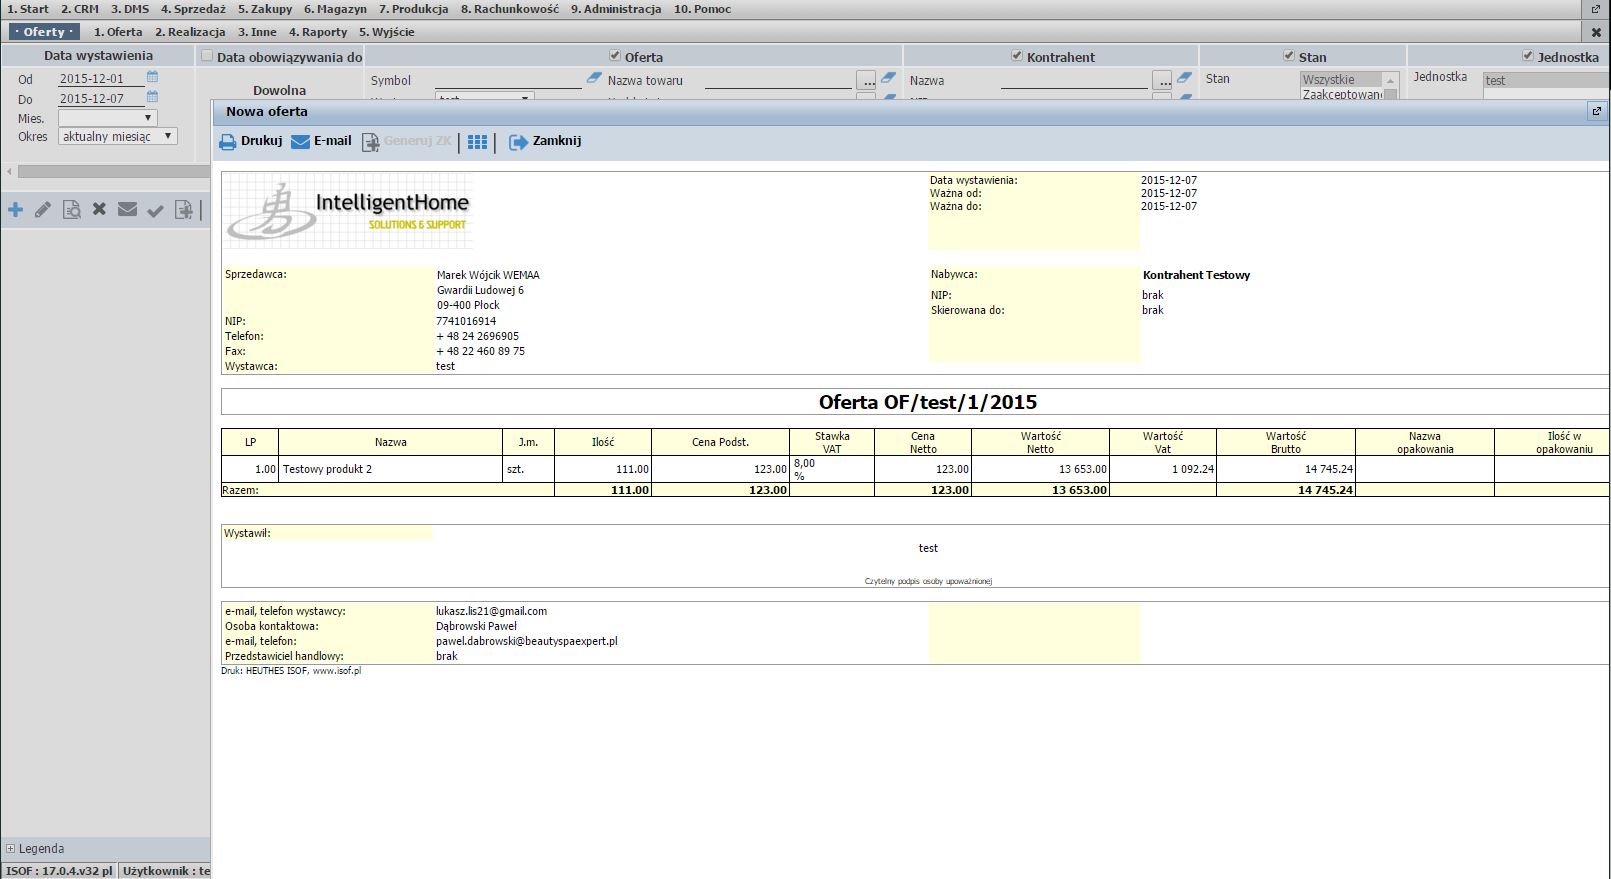 1. Start 2. CRM 3. DMS 4. Sprzedaż 5. Zakupy 6. Magazyn 7. Produkcja 8. Rachunkowość 9. Administracja 10. Pomoc
· Oferty · 1. Oferta 2. Realizacja 3. Inne 4. Raporty 5. Wyjście
Data wystawienia Data obowiązywania do Oferta Kontrahent Stan Jednostka
Od 2015-12-01
Do 2015-12-07
Mies.
Okres aktualny miesiąc
Dowolna
Symbol Nazwa towaru ... Nazwa ... Stan Wszystkie Jednostka test
Zaakceptowan
test
Nowa oferta
Drukuj E-mail Generuj ZK Zamknij
IntelligentHome
SOLUTIONS & SUPPORT
Data wystawienia: 2015-12-07
Ważna od: 2015-12-07
Ważna do: 2015-12-07
Sprzedawca: Marek Wójcik WEMAA
Gwardii Ludowej 6
09-400 Płock
NIP: 7741016914
Telefon: + 48 24 2696905
Fax: + 48 22 460 89 75
Wystawca: test
Nabywca: Kontrahent Testowy
NIP: brak
Skierowana do: brak
Oferta OF/test/1/2015
LP Nazwa J.m. Ilość Cena Podst. Stawka VAT Cena Netto Wartość Netto Wartość Vat Wartość Brutto Nazwa opakowania Ilość w opakowaniu
1.00 Testowy produkt 2 szt. 111.00 123.00 8,00 % 123.00 13 653.00 1 092.24 14 745.24
Razem: 111.00 123.00 123.00 13 653.00 14 745.24
Wystawił:
test
Czytelny podpis osoby upoważnionej
e-mail, telefon wystawcy: lukasz.lis21@gmail.com
Osoba kontaktowa: Dąbrowski Paweł
e-mail, telefon: pawel.dabrowski@beautyspaexpert.pl
Przedstawiciel handlowy: brak
Druk: HEUTHES ISOF, www.isof.pl
Legenda
ISOF : 17.0.4.v32 pl Użytkownik : te